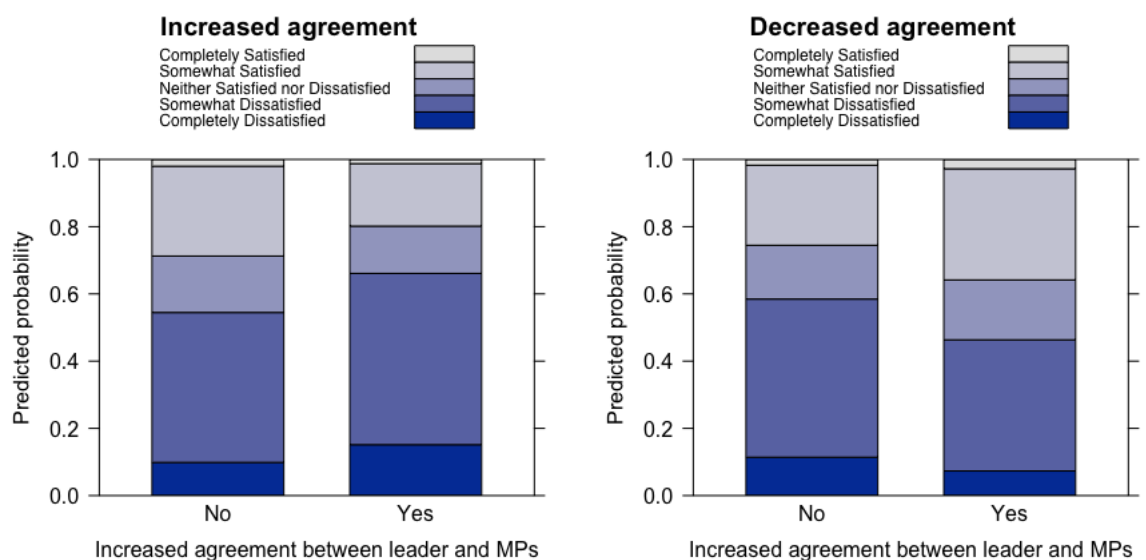 Increased agreement
Completely Satisfied
Somewhat Satisfied
Neither Satisfied nor Dissatisfied
Somewhat Dissatisfied
Completely Dissatisfied
1.0
0.8
0.6
0.4
0.2
0.0
Predicted probability
No
Yes
Increased agreement between leader and MPs
Decreased agreement
Completely Satisfied
Somewhat Satisfied
Neither Satisfied nor Dissatisfied
Somewhat Dissatisfied
Completely Dissatisfied
1.0
0.8
0.6
0.4
0.2
0.0
Predicted probability
No
Yes
Increased agreement between leader and MPs